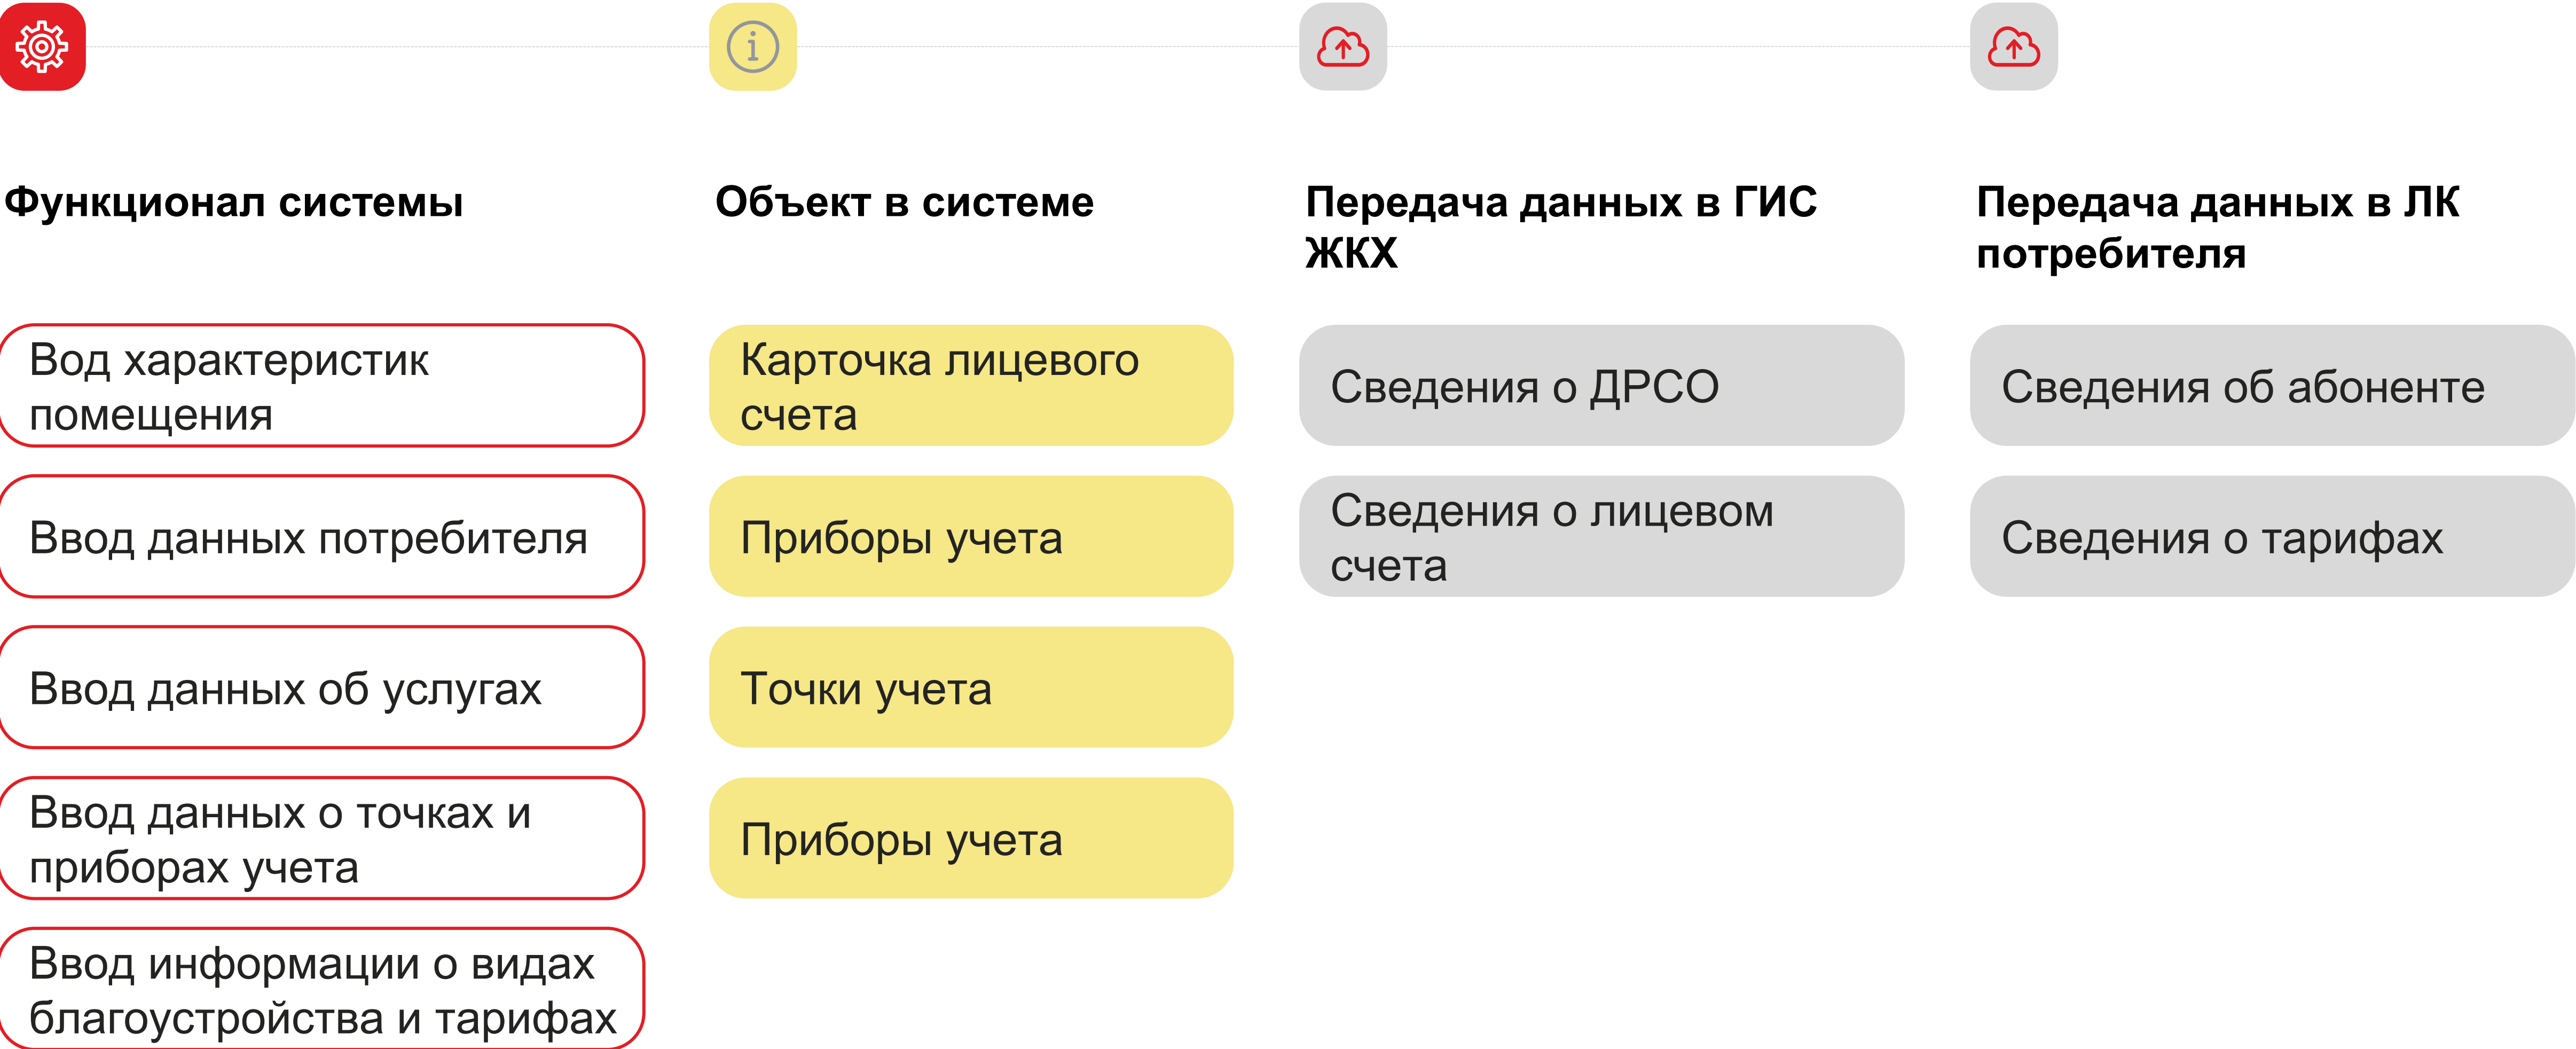 Функционал системы
Вод характеристик
помещения
Ввод данных потребителя
Ввод данных об услугах
Ввод данных о точках и
приборах учета
Ввод информации о видах
благоустройства и тарифах
Объект в системе
Карточка лицевого
счета
Приборы учета
Точки учета
Приборы учета
Передача данных в ГИС
ЖКХ
Сведения о ДРСО
Сведения о лицевом
счета
Передача данных в ЛК
потребителя
Сведения об абоненте
Сведения о тарифах